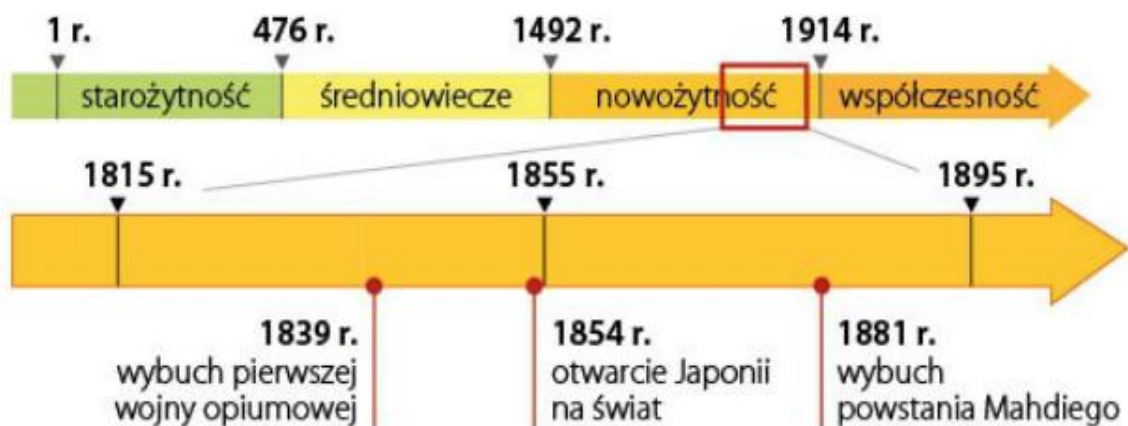 1 r. 476 r. 1492 r. 1914 r.
starożytność średniowiecze nowożytność współczesność
1815 r. 1855 r. 1895 r.
1839 r.
wybuch pierwszej
wojny opiumowej
1854 r.
otwarcie Japonii
na świat
1881 r.
wybuch
powstania Mahdiego